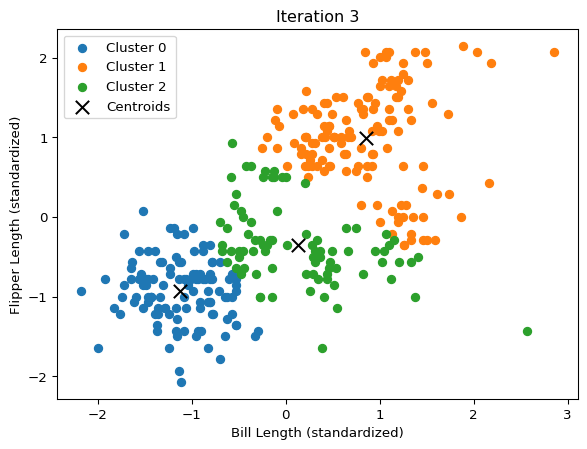 Iteration 3
Cluster 0
Cluster 1
Cluster 2
Centroids
Flipper Length (standardized)
2
1
0
−1
−2
−2
−1
0
1
2
3
Bill Length (standardized)